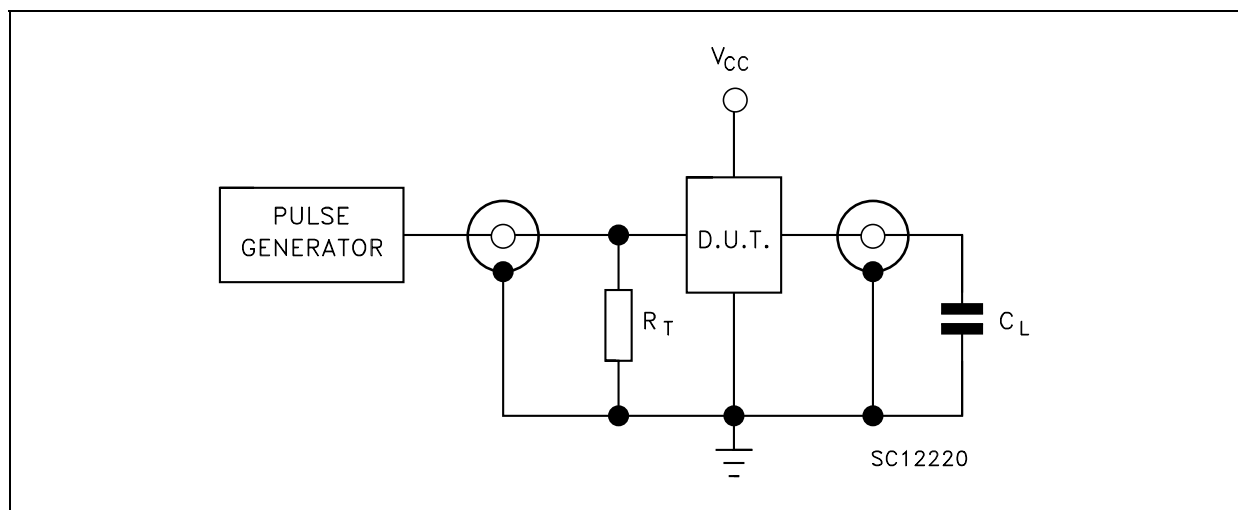 VCC
PULSE
GENERATOR
D.U.T.
RT
CL
SC12220